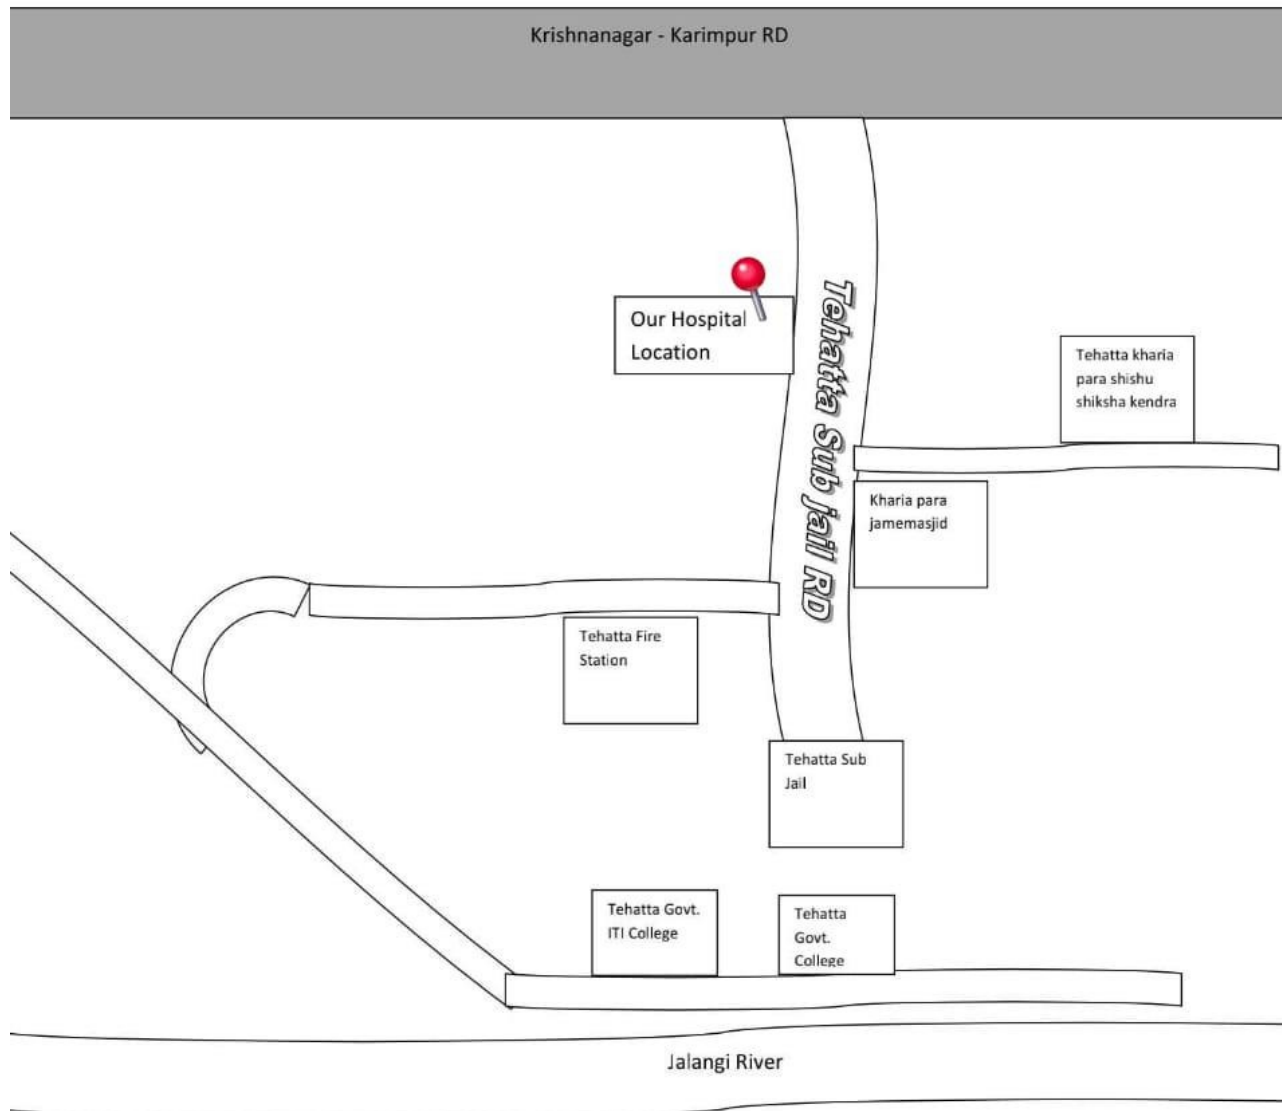 Krishnanagar - Karimpur RD
Our Hospital
Location
Tehatta Sub jail RD
Tehatta kharia
para shishu
shiksha kendra
Kharia para
jamemasjid
Tehatta Fire
Station
Tehatta Sub
Jail
Tehatta Govt.
ITI College
Tehatta
Govt.
College
Jalangi River